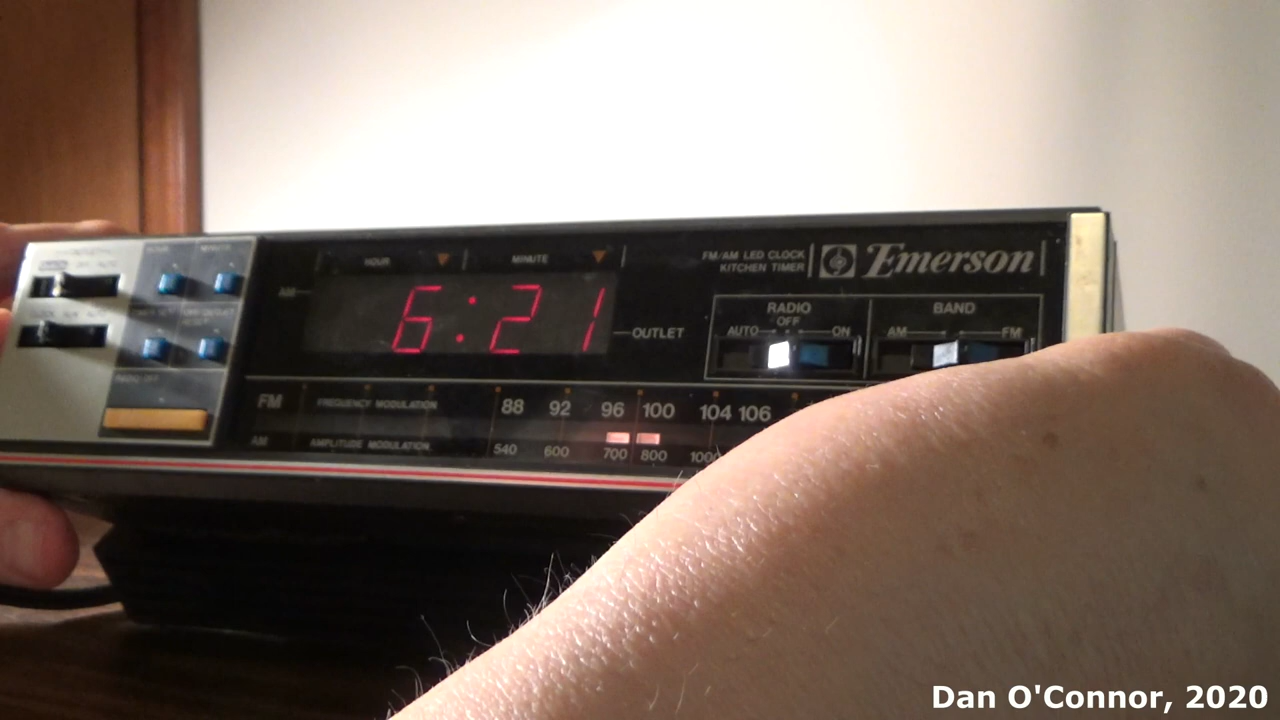 HOUR MINUTE
FM/AM LED CLOCK
KITCHEN TIMER
Emerson
AM
6:21
OUTLET
RADIO
OFF
AUTO ON
BAND
AM FM
FM FREQUENCY MODULATION 88 92 96 100 104 106
AM AMPLITUDE MODULATION 540 600 700 800 1000
Dan O'Connor, 2020